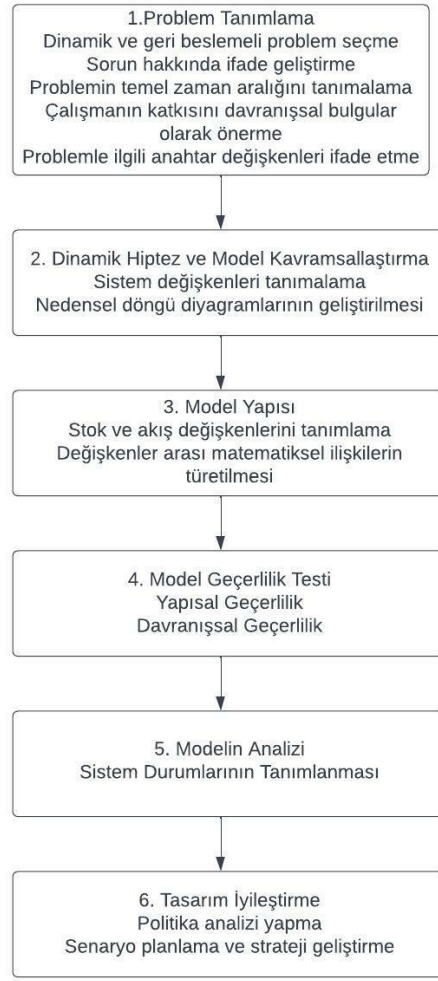 1.Problem Tanımlama
Dinamik ve geri beslemeli problem seçme
Sorun hakkında ifade geliştirme
Problemin temel zaman aralığını tanımalama
Çalışmanın katkısını davranışsal bulgular
olarak önerme
Problemle ilgili anahtar değişkenleri ifade etme
2. Dinamik Hiptez ve Model Kavramsallaştırma
Sistem değişkenleri tanımalama
Nedensel döngü diyagramlarının geliştirilmesi
3. Model Yapısı
Stok ve akış değişkenlerini tanımlama
Değişkenler arası matematiksel ilişkilerin
türetilmesi
4. Model Geçerlilik Testi
Yapısal Geçerlilik
Davranışsal Geçerlilik
5. Modelin Analizi
Sistem Durumlarının Tanımlanması
6. Tasarım İyileştirme
Politika analizi yapma
Senaryo planlama ve strateji geliştirme